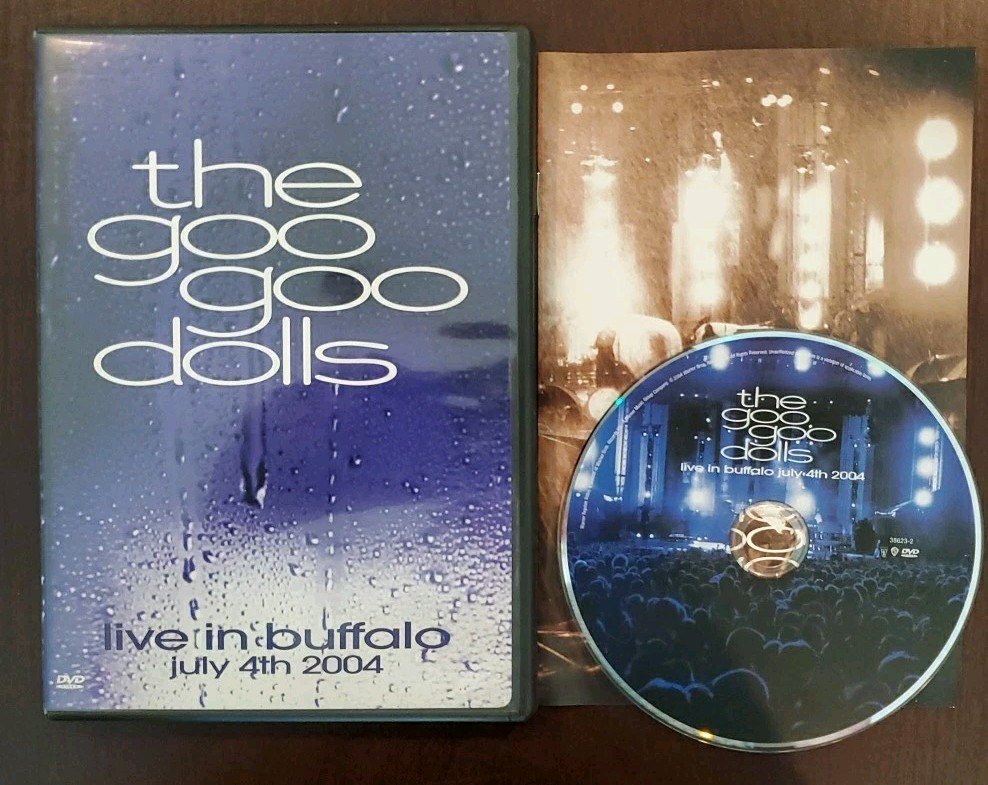 the
goo
goo
dolls
live in buffalo
july 4th 2004
DVD
the
goo
goo
dolls
live in buffalo july 4th 2004
38623-2
DVD